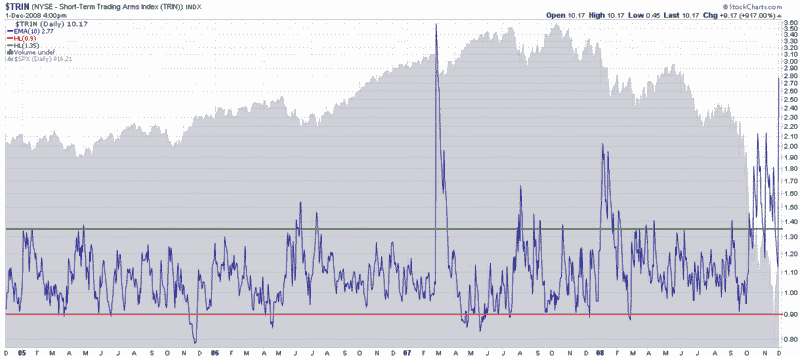 $TRIN (NYSE - Short-Term Trading Arms Index (TRIN)) INDX
© StockCharts.com
1-Dec-2008 4:00pm
Open 10.17 High 10.17 Low 0.45 Last 10.17 Chg +9.17 (+917.00%)
$TRIN (Daily) 10.17
EMA(10) 2.77
HL(0.9)
HL(1.35)
Volume undef
$SPX (Daily) 816.21
3.60
3.50
3.40
3.30
3.20
3.10
3.00
2.90
2.80
2.70
2.60
2.50
2.40
2.30
2.20
2.10
2.00
1.90
1.80
1.70
1.60
1.50
1.40
1.30
1.20
1.10
1.00
0.90
0.80
D 05 F M A M J J A S O N D 06 F M A M J J A S O N D 07 F M A M J J A S O N D 08 F M A M J J A S O N D